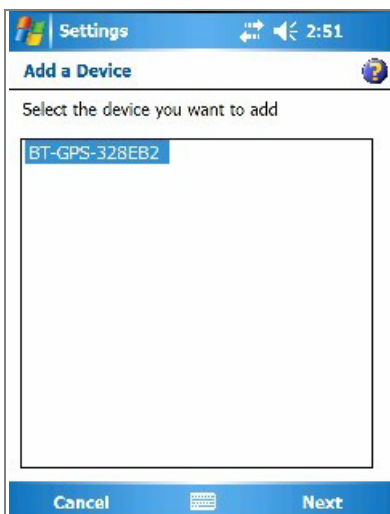 Settings 2:51
Add a Device
Select the device you want to add
BT-GPS-328EB2
Cancel Next